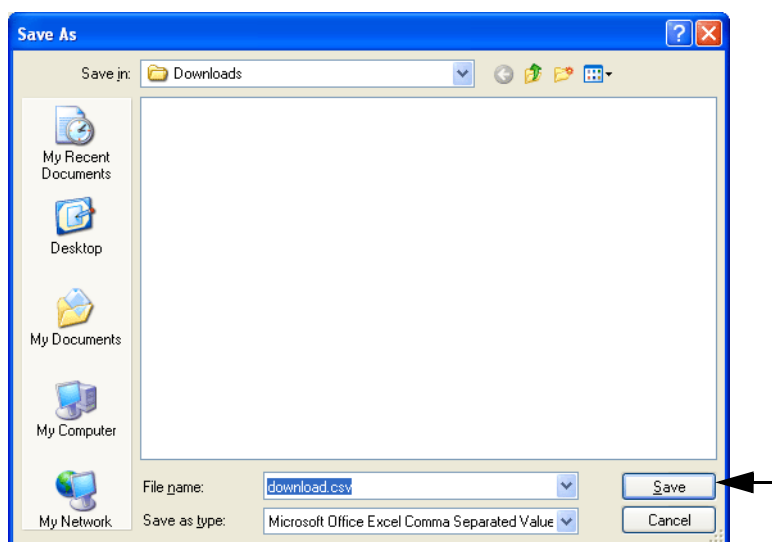 Save As
Save in:
Downloads
My Recent
Documents
Desktop
My Documents
My Computer
My Network
File name:
download.csv
Save
Save as type:
Microsoft Office Excel Comma Separated Value
Cancel